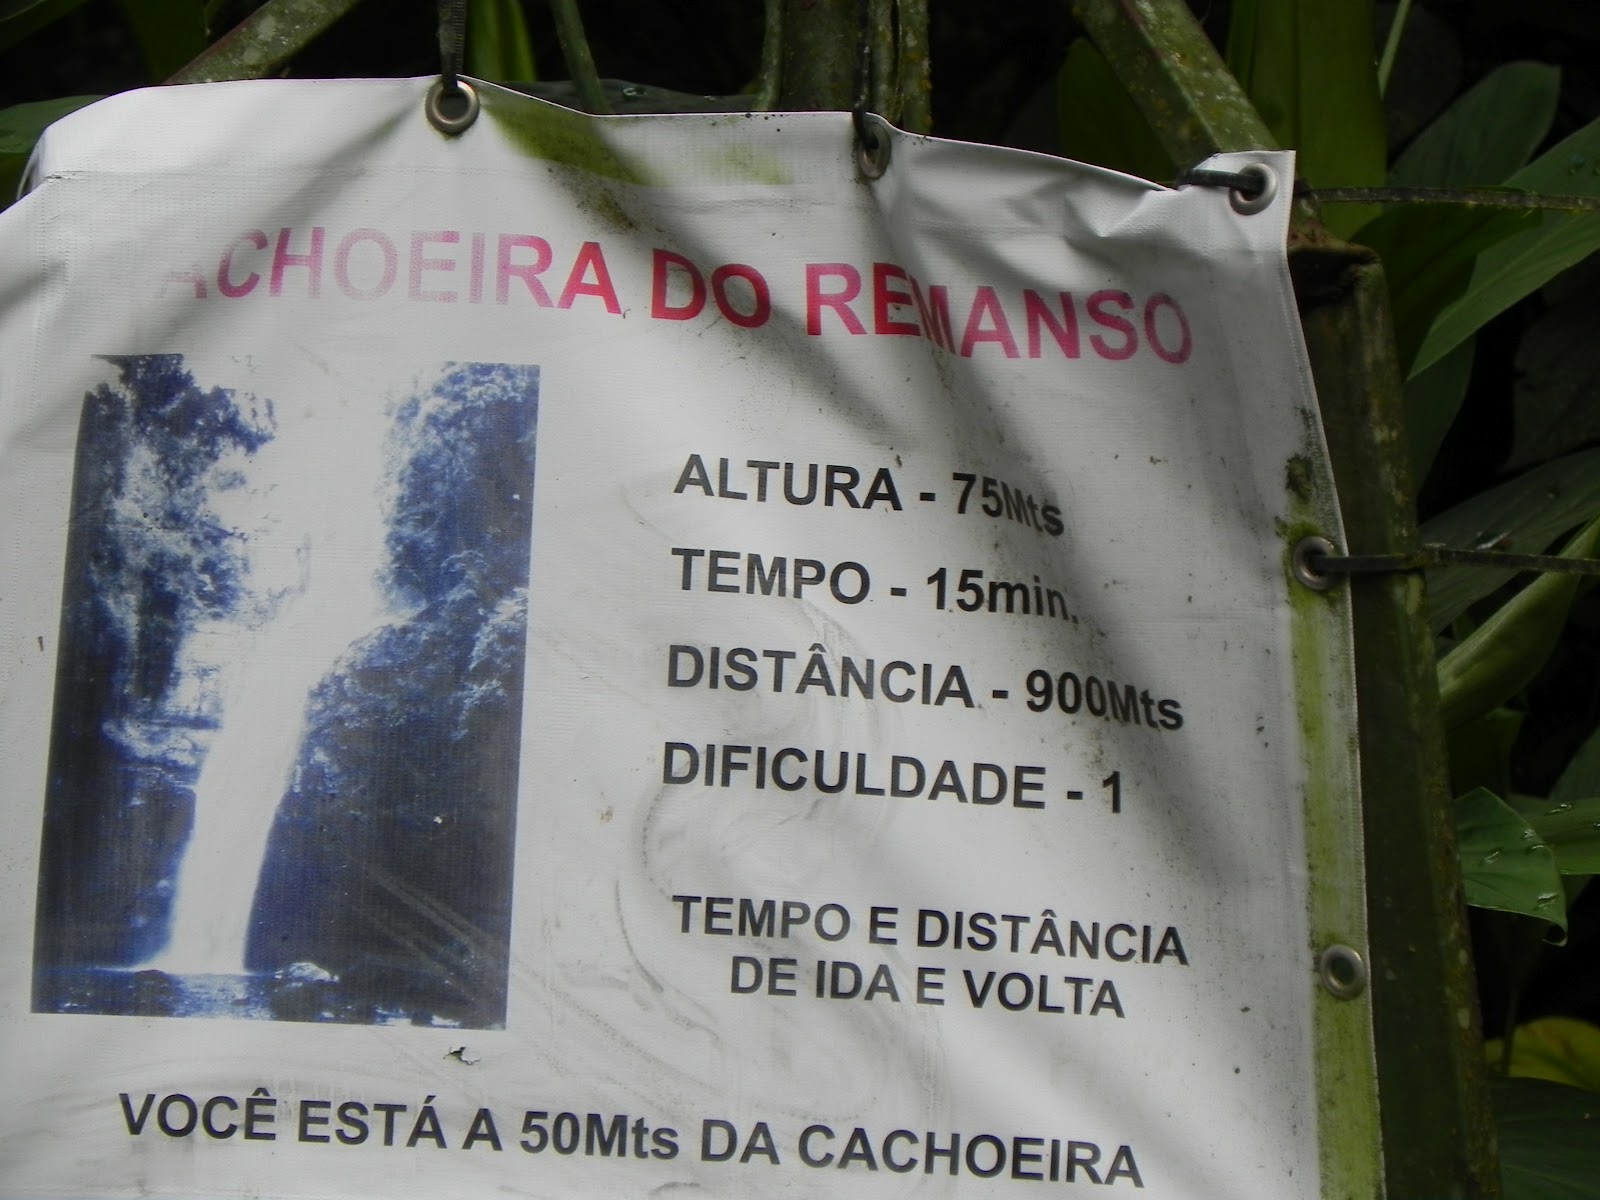 CACHOEIRA DO REMANSO
ALTURA - 75Mts
TEMPO - 15min.
DISTÂNCIA - 900Mts
DIFICULDADE - 1
TEMPO E DISTÂNCIA
DE IDA E VOLTA
VOCÊ ESTÁ A 50Mts DA CACHOEIRA